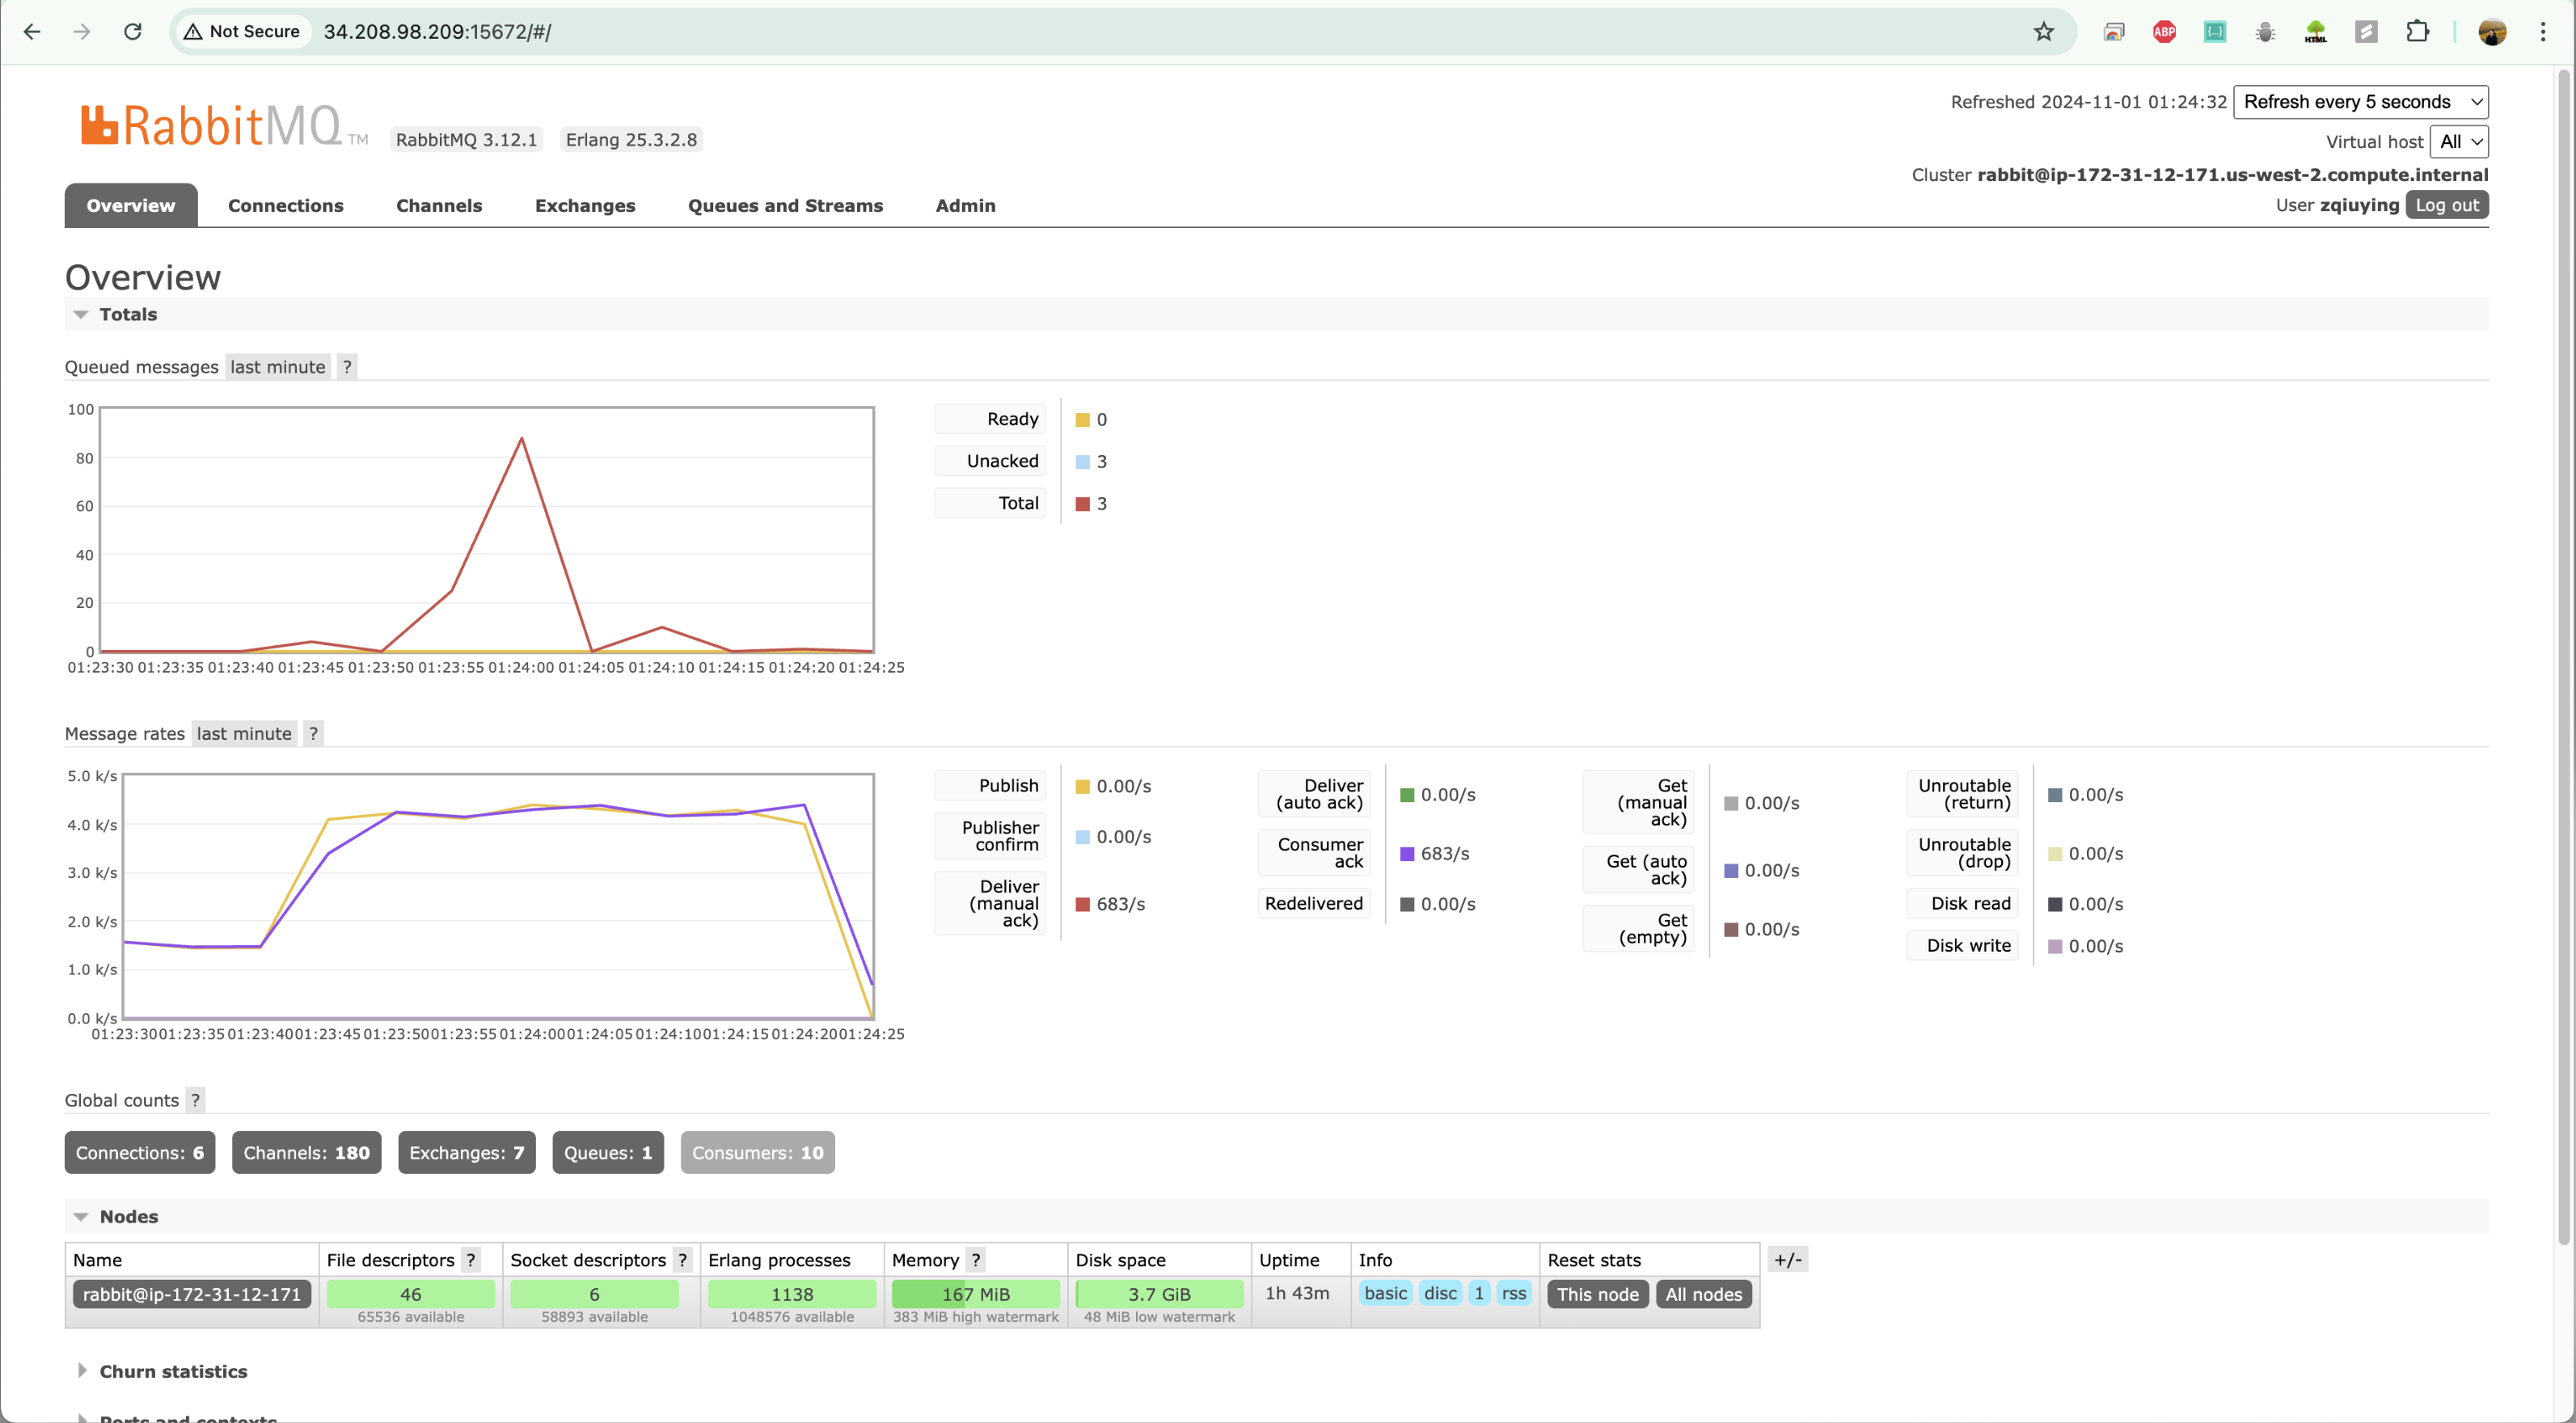 Not Secure 34.208.98.209:15672/#/
ABP
HTML
RabbitMQ TM RabbitMQ 3.12.1 Erlang 25.3.2.8
Refreshed 2024-11-01 01:24:32 Refresh every 5 seconds
Virtual host All
Cluster rabbit@ip-172-31-12-171.us-west-2.compute.internal
User zqiuying Log out
Overview Connections Channels Exchanges Queues and Streams Admin
Overview
Totals
Queued messages last minute ?
100
80
60
40
20
0
01:23:30 01:23:35 01:23:40 01:23:45 01:23:50 01:23:55 01:24:00 01:24:05 01:24:10 01:24:15 01:24:20 01:24:25
Ready 0
Unacked 3
Total 3
Message rates last minute ?
5.0 k/s
4.0 k/s
3.0 k/s
2.0 k/s
1.0 k/s
0.0 k/s
01:23:30 01:23:35 01:23:40 01:23:45 01:23:50 01:23:55 01:24:00 01:24:05 01:24:10 01:24:15 01:24:20 01:24:25
Publish 0.00/s
Publisher
confirm 0.00/s
Deliver
(manual
ack) 683/s
Deliver
(auto ack) 0.00/s
Consumer
ack 683/s
Redelivered 0.00/s
Get
(manual
ack) 0.00/s
Get (auto
ack) 0.00/s
Get
(empty) 0.00/s
Unroutable
(return) 0.00/s
Unroutable
(drop) 0.00/s
Disk read 0.00/s
Disk write 0.00/s
Global counts ?
Connections: 6 Channels: 180 Exchanges: 7 Queues: 1 Consumers: 10
Nodes
Name File descriptors ? Socket descriptors ? Erlang processes Memory ? Disk space Uptime Info Reset stats +/-
rabbit@ip-172-31-12-171 46 6 1138 167 MiB 3.7 GiB 1h 43m basic disc 1 rss This node All nodes
65536 available 58893 available 1048576 available 383 MiB high watermark 48 MiB low watermark
Churn statistics
Ports and contexts